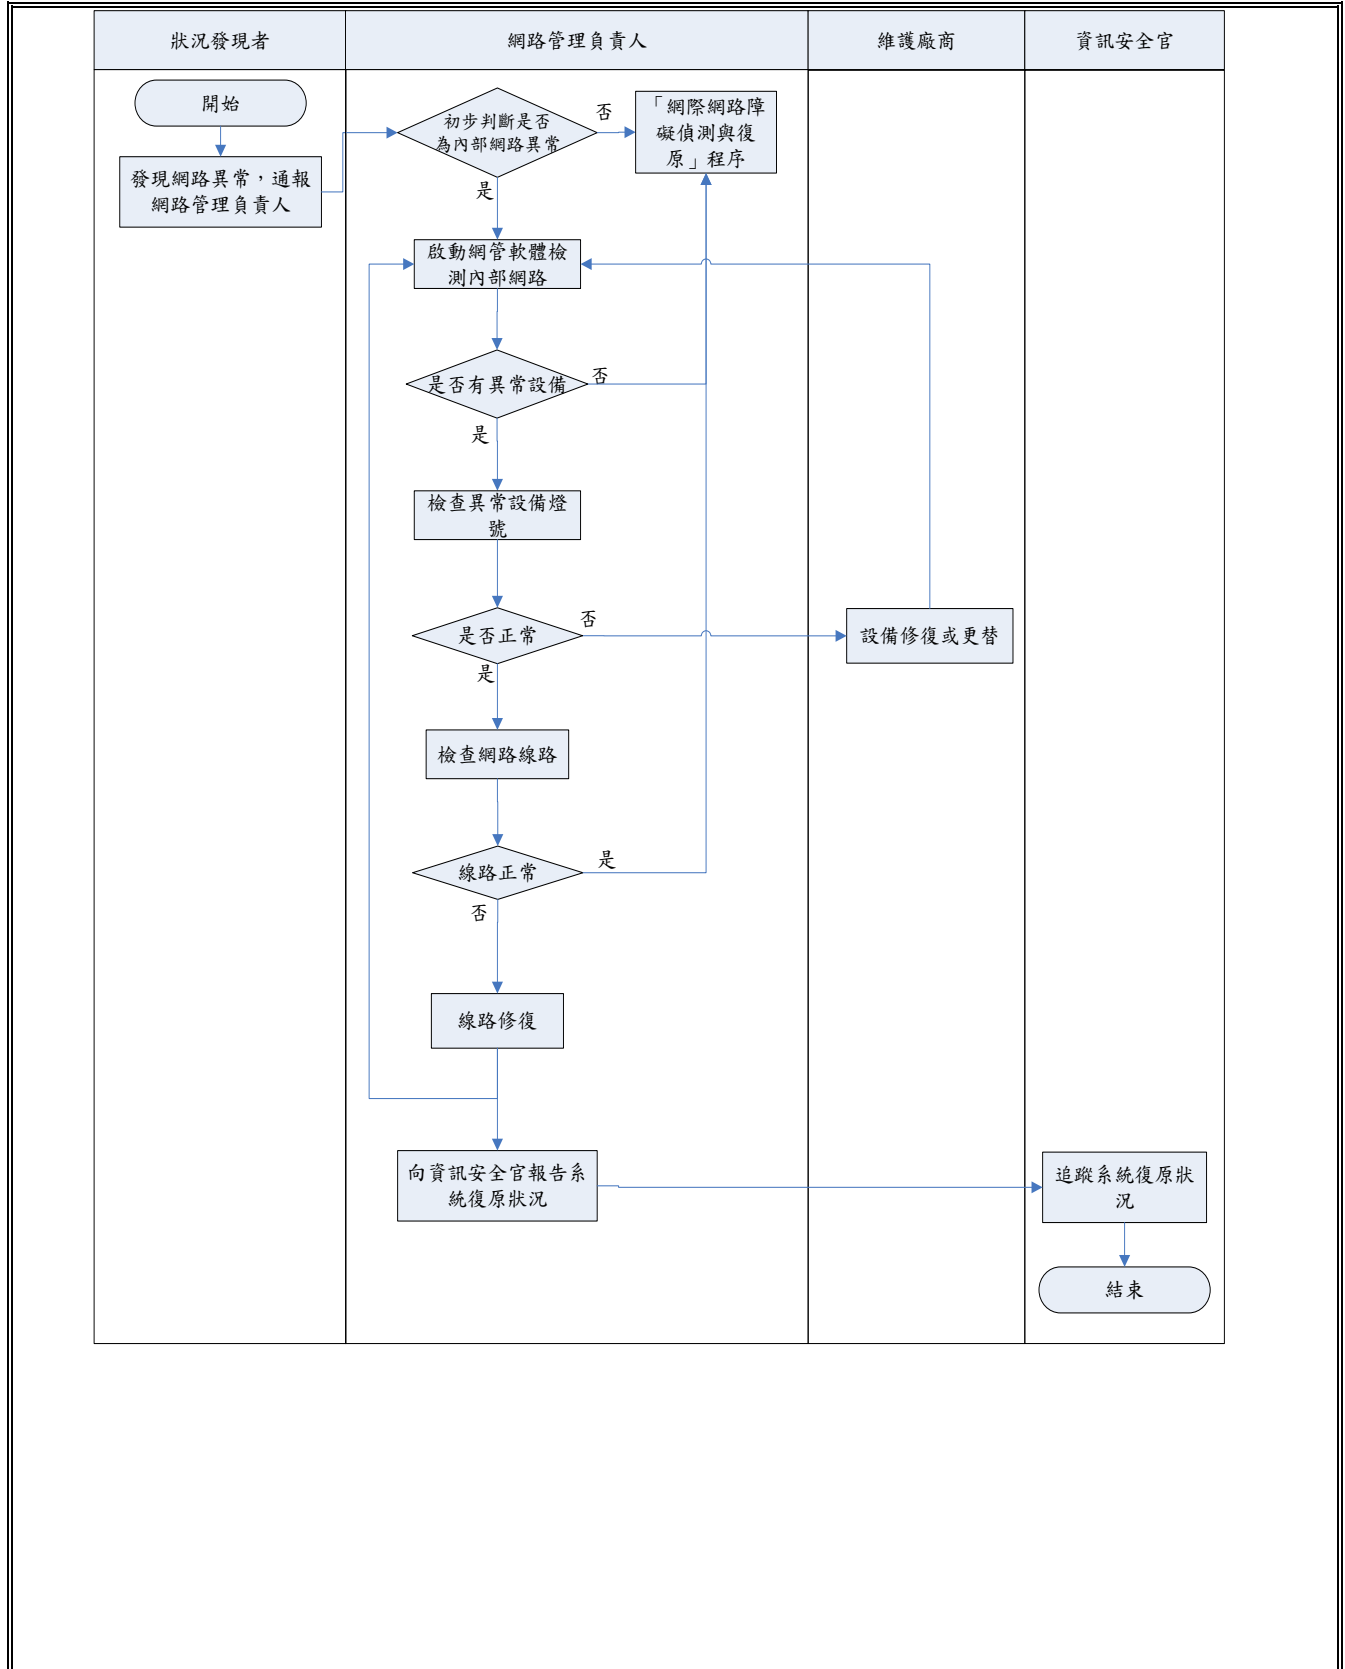 狀況發現者
網路管理負責人
維護廠商
資訊安全官
開始
發現網路異常，通報
網路管理負責人
初步判斷是否
為內部網路異常
否
「網際網路障
礙偵測與復
原」程序
是
啟動網管軟體檢
測內部網路
是否有異常設備
否
是
檢查異常設備燈
號
是否正常
否
設備修復或更替
是
檢查網路線路
線路正常
是
否
線路修復
向資訊安全官報告系
統復原狀況
追蹤系統復原狀
況
結束